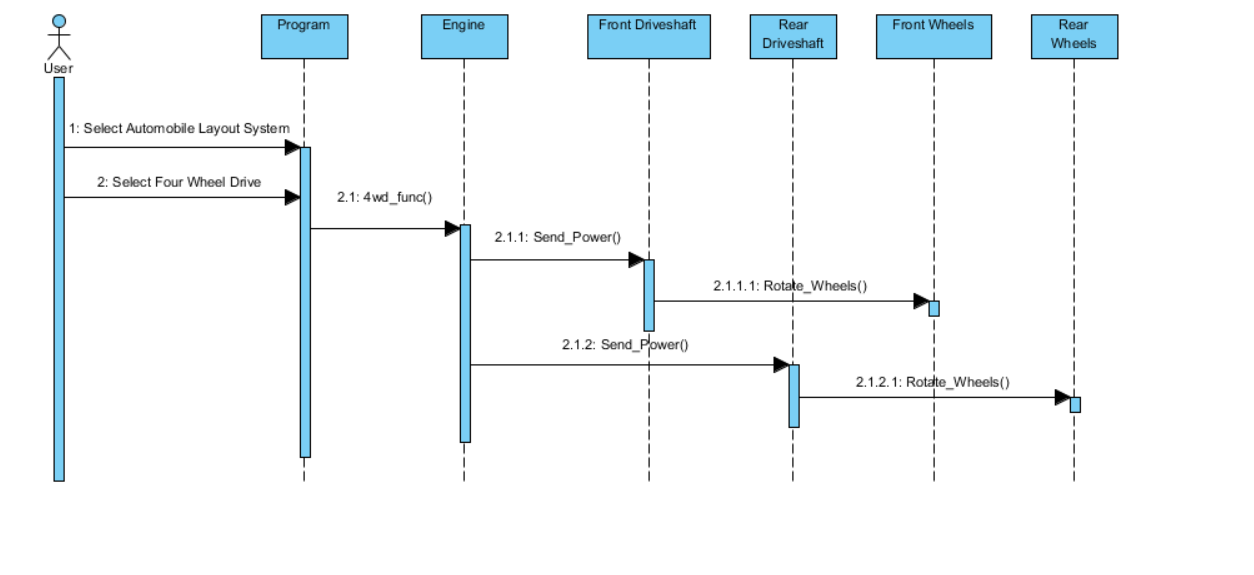 User
Program
Engine
Front Driveshaft
Rear
Driveshaft
Front Wheels
Rear
Wheels
1: Select Automobile Layout System
2: Select Four Wheel Drive
2.1: 4wd_func()
2.1.1: Send_Power()
2.1.1.1: Rotate_Wheels()
2.1.2: Send_Power()
2.1.2.1: Rotate_Wheels()